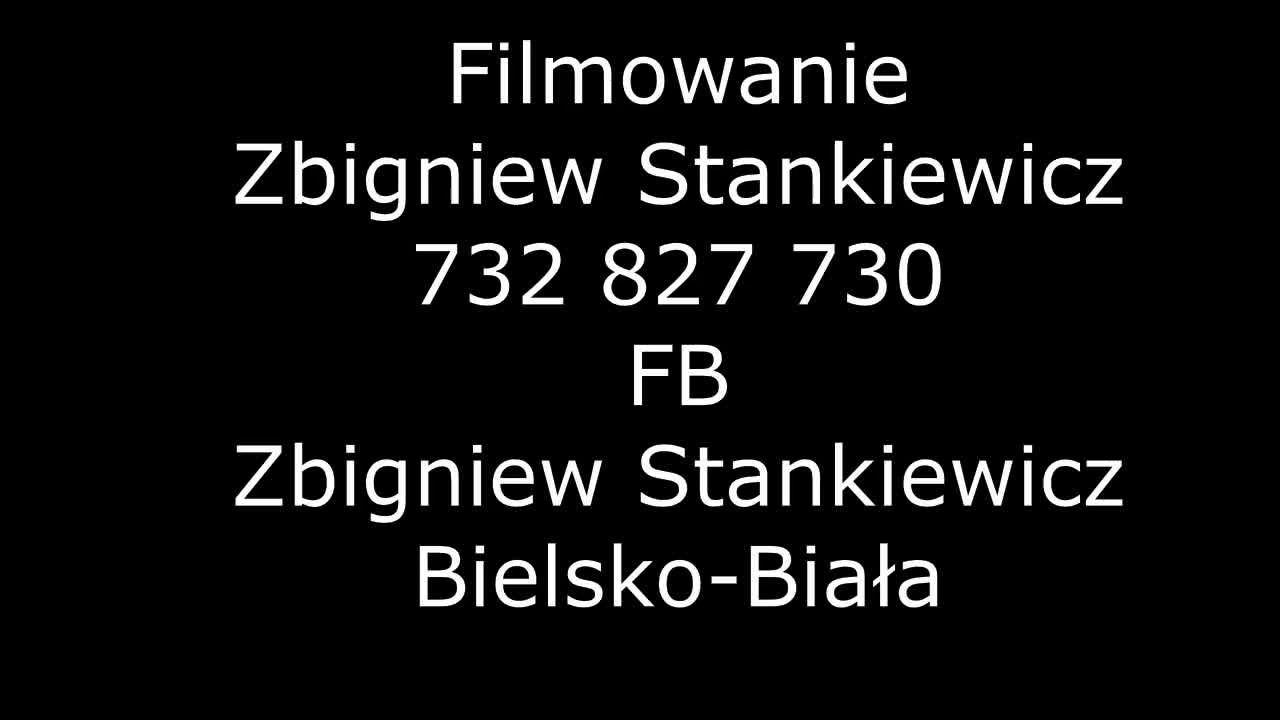 Filmowanie
Zbigniew Stankiewicz
732 827 730
FB
Zbigniew Stankiewicz
Bielsko-Biała